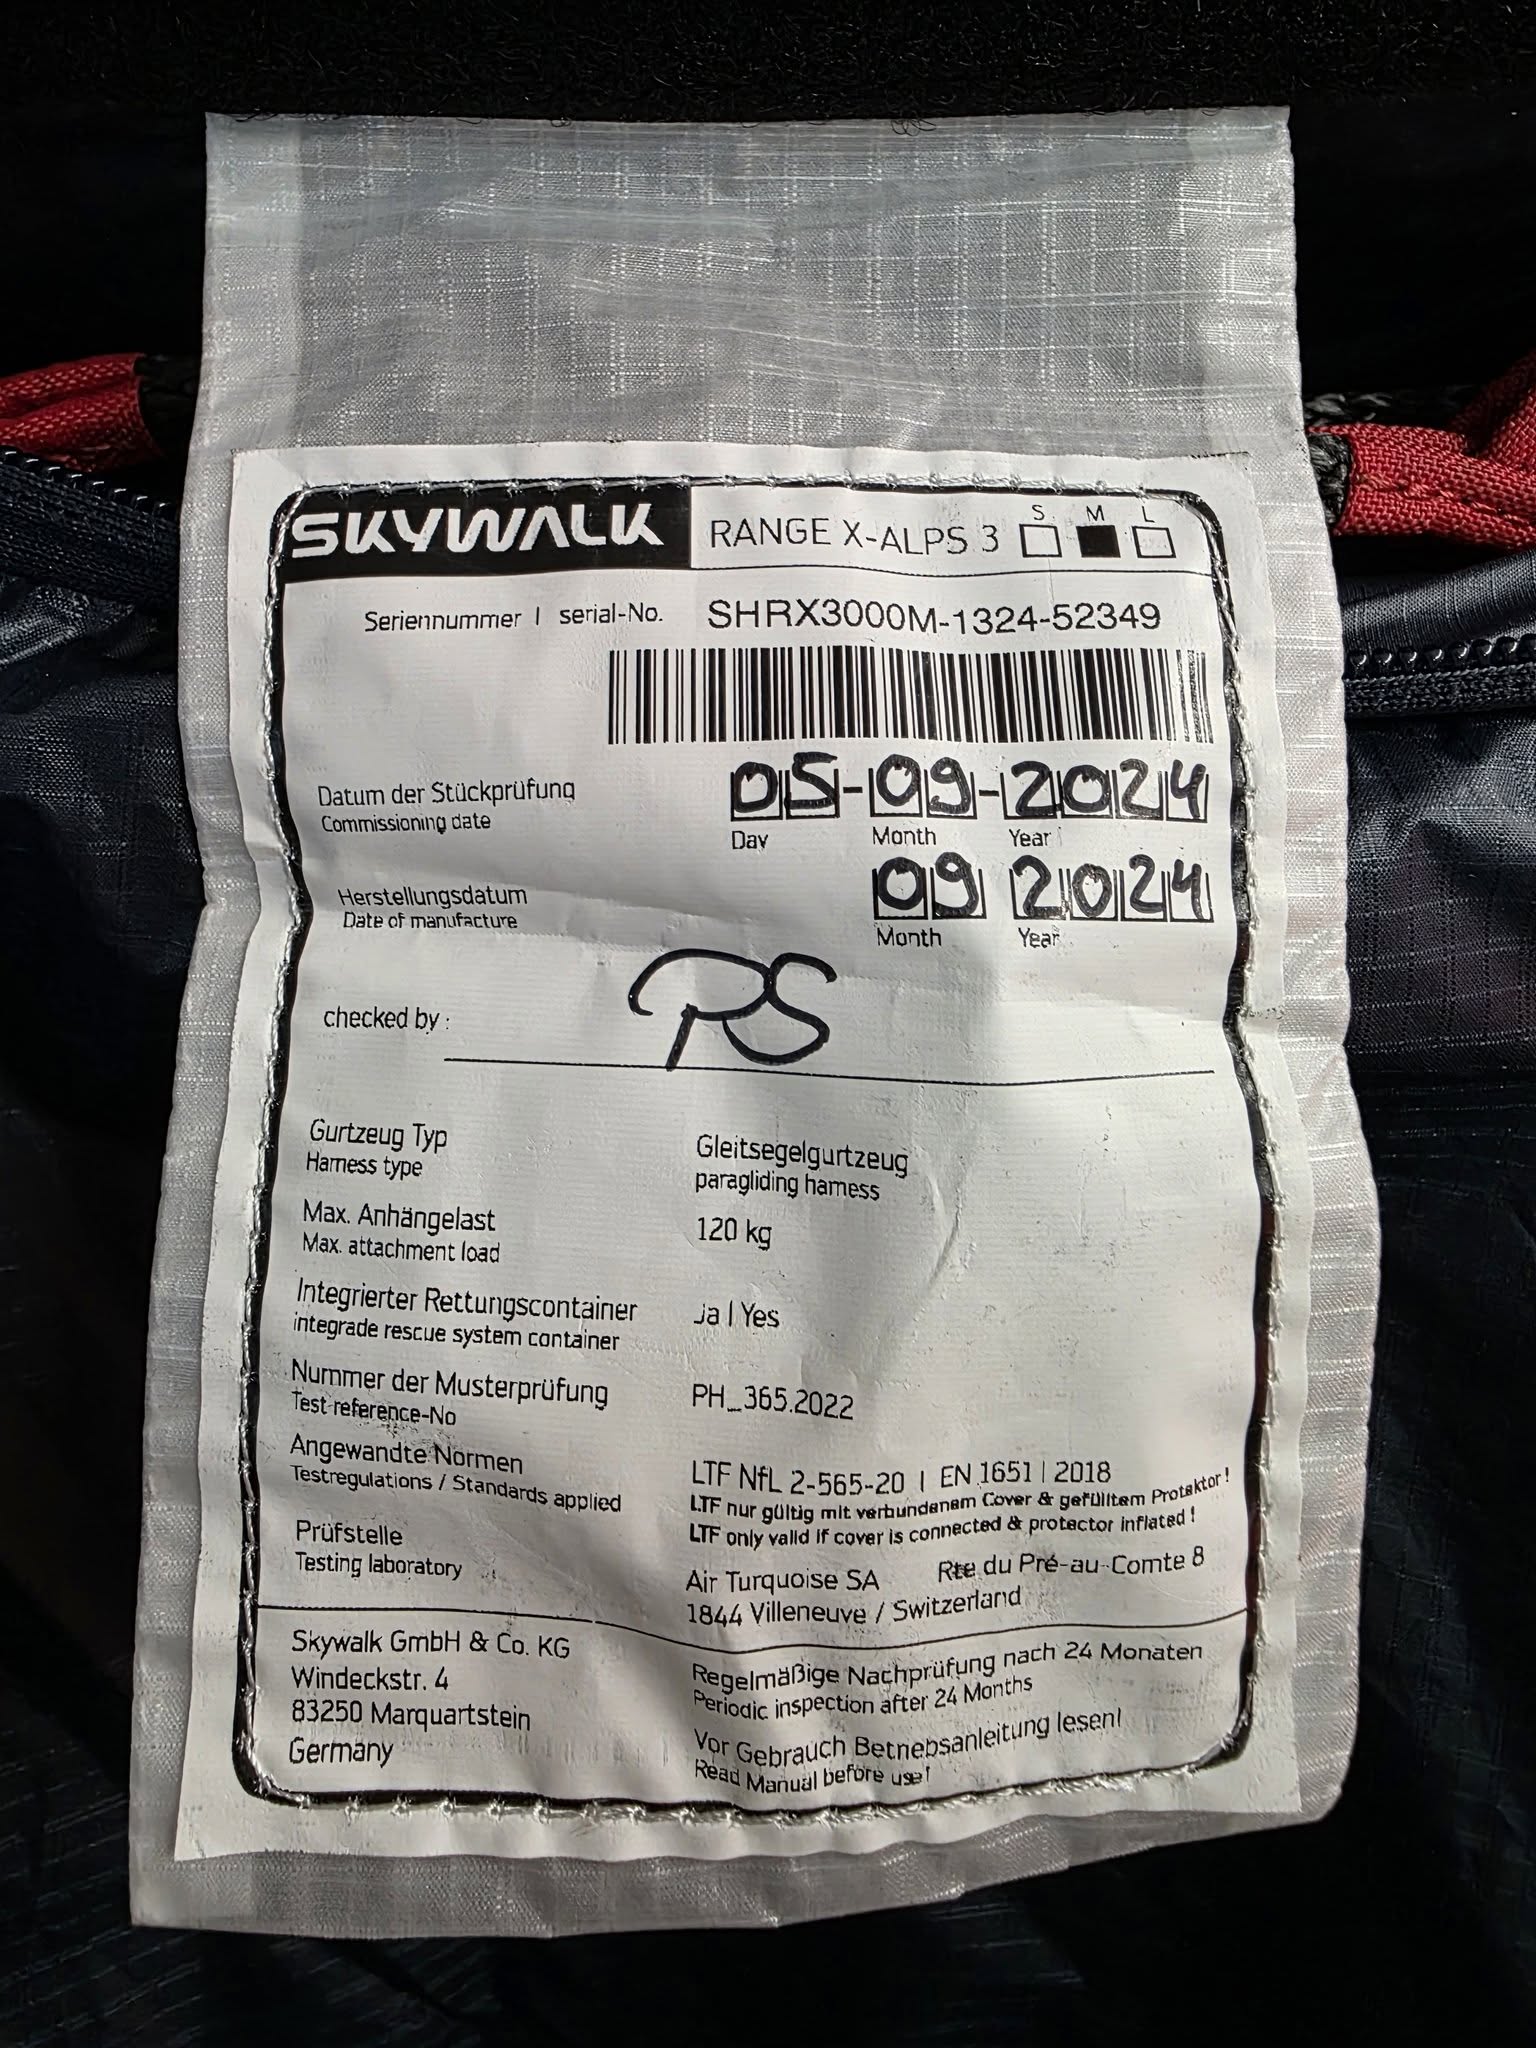 SKYWALK RANGE X-ALPS 3 S M L
Seriennummer | serial-No. SHRX3000M-1324-52349
Datum der Stückprüfung 05-09-2024
Commissioning date Day Month Year
Herstellungsdatum 09 2024
Date of manufacture Month Year
checked by: PS
Gurtzeug Typ Gleitsegelgurtzeug
Harness type paragliding harness
Max. Anhängelast 120 kg
Max. attachment load
Integrierter Rettungscontainer Ja | Yes
integrade rescue system container
Nummer der Musterprüfung PH_365.2022
Test reference-No
Angewandte Normen LTF NfL 2-565-20 | EN 1651 | 2018
Testregulations / Standards applied LTF nur gültig mit verbundenem Cover & gefülltem Protektor!
LTF only valid if cover is connected & protector inflated!
Prüfstelle Air Turquoise SA Rte du Pré-au-Comte 8
Testing laboratory 1844 Villeneuve / Switzerland
Skywalk GmbH & Co. KG
Windeckstr. 4
83250 Marquartstein
Germany
Regelmäßige Nachprüfung nach 24 Monaten
Periodic inspection after 24 Months
Vor Gebrauch Betriebsanleitung lesen!
Read Manual before use!